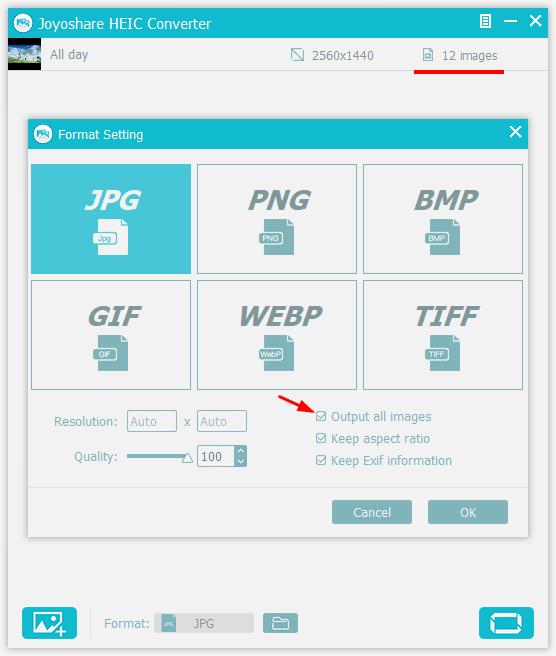 Joyoshare HEIC Converter
All day 2560x1440 12 images
Format Setting
JPG PNG BMP
Jpg PNG BMP
GIF WEBP TIFF
GIF WebP TIFF
Resolution: Auto x Auto
Output all images
Keep aspect ratio
Quality: 100
Keep Exif information
Cancel OK
Format: JPG